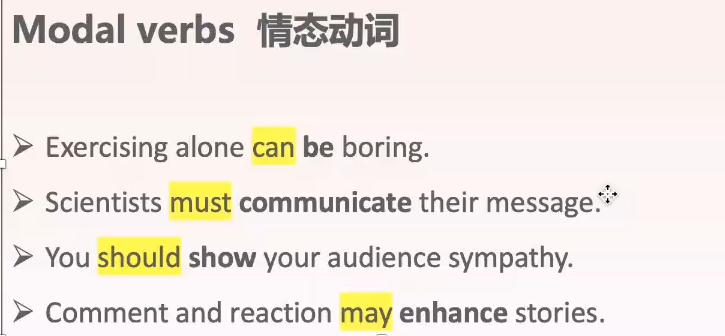 Modal verbs 情态动词
➢ Exercising alone can be boring.
➢ Scientists must communicate their message.
➢ You should show your audience sympathy.
➢ Comment and reaction may enhance stories.